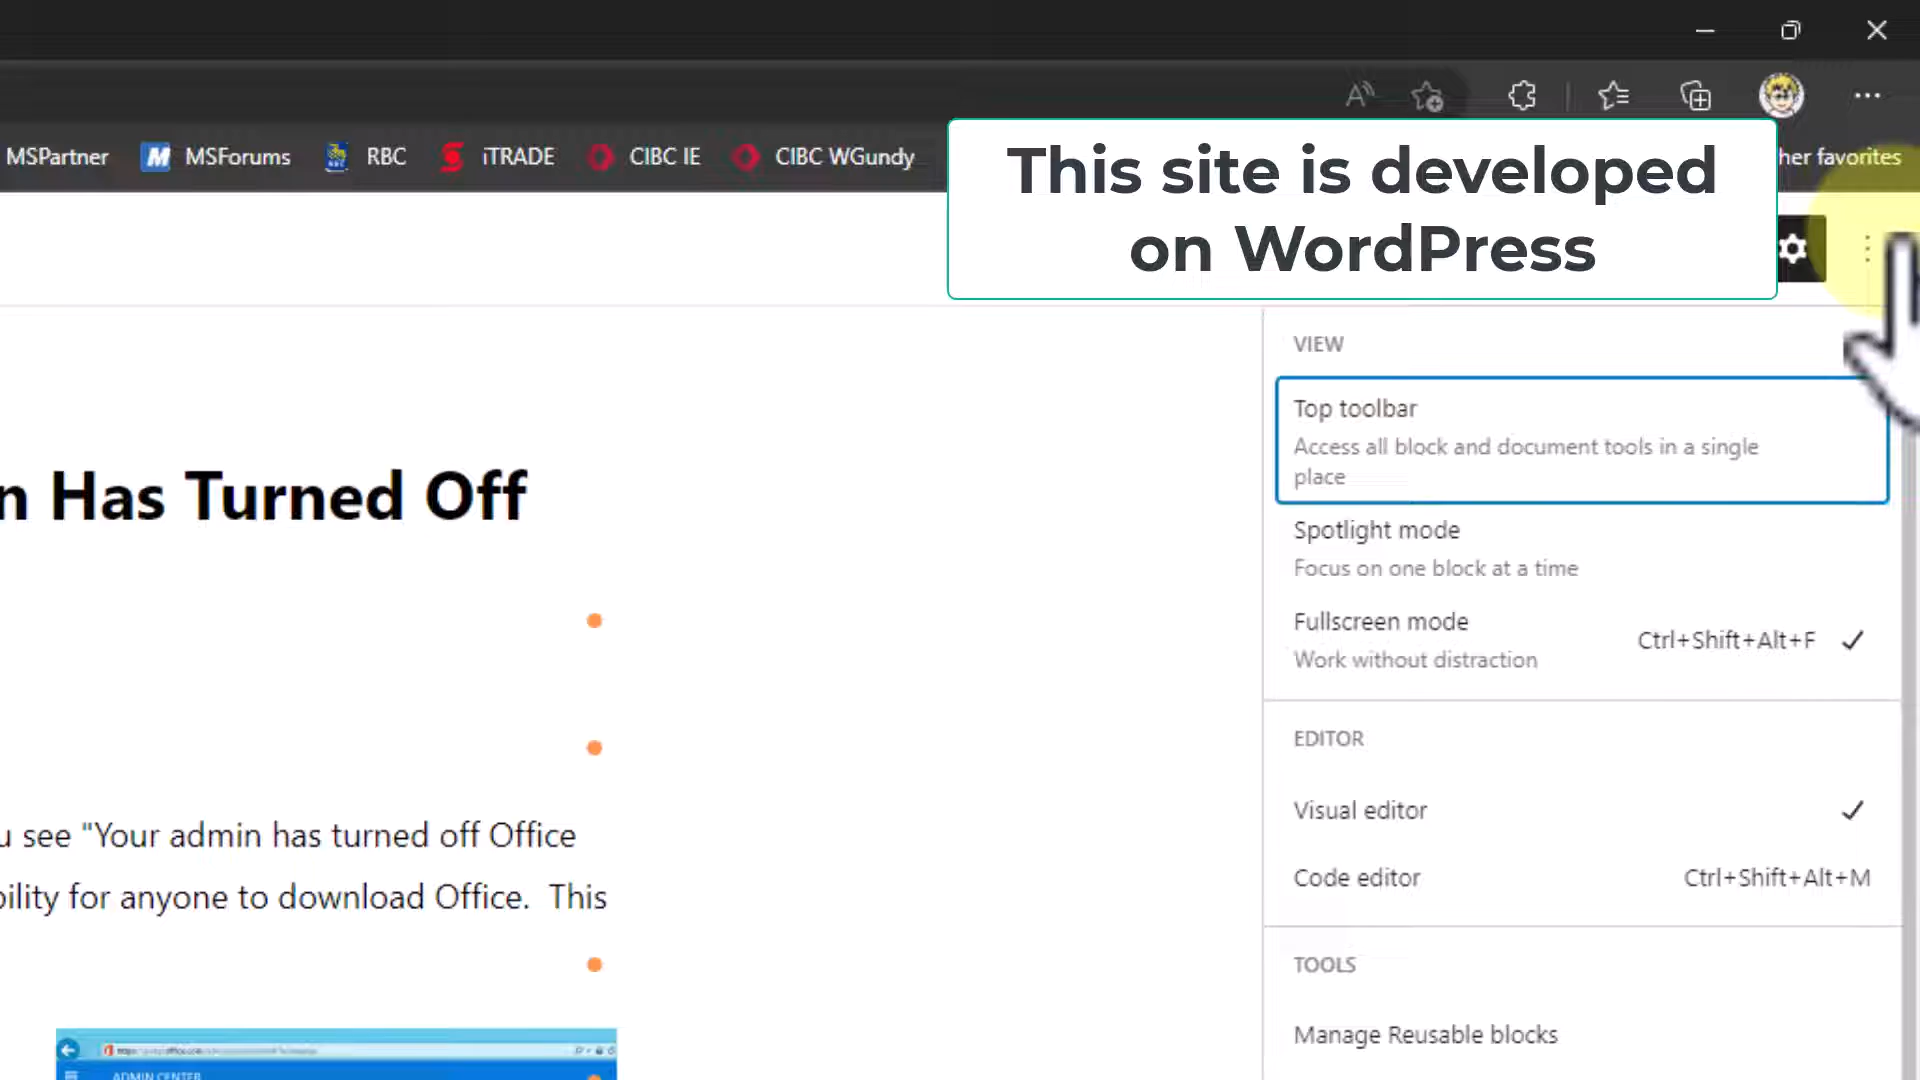 MSPartner MSForums RBC iTRADE CIBC IE CIBC WGundy her favorites
This site is developed
on WordPress
VIEW
Top toolbar
Access all block and document tools in a single
place
Spotlight mode
Focus on one block at a time
Fullscreen mode
Ctrl+Shift+Alt+F
Work without distraction
EDITOR
Visual editor
Code editor Ctrl+Shift+Alt+M
TOOLS
Manage Reusable blocks
n Has Turned Off
u see "Your admin has turned off Office
bility for anyone to download Office. This
ADMIN CENTER